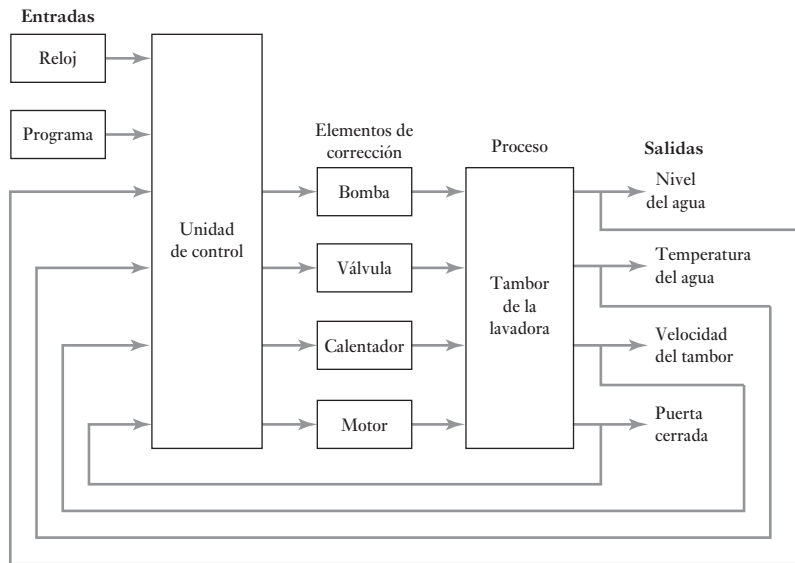 Entradas
Reloj
Programa
Unidad
de control
Elementos de
corrección
Bomba
Válvula
Calentador
Motor
Proceso
Tambor
de la
lavadora
Salidas
Nivel
del agua
Temperatura
del agua
Velocidad
del tambor
Puerta
cerrada